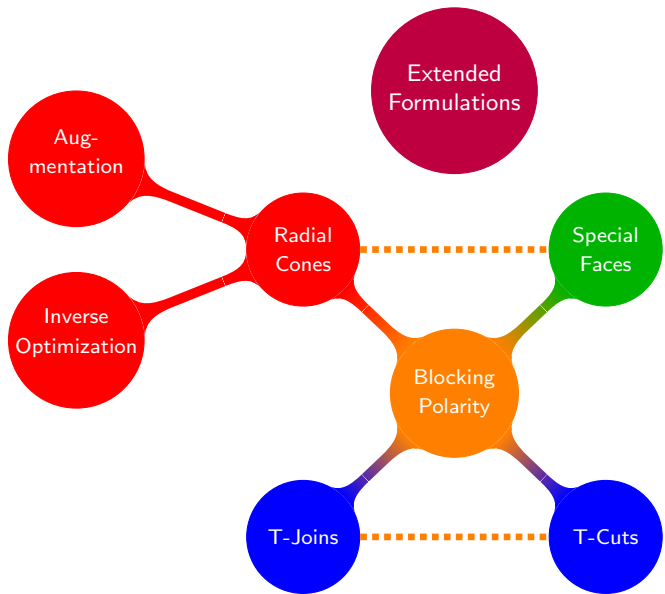 Extended
Formulations
Aug-
mentation
Radial
Cones
Special
Faces
Inverse
Optimization
Blocking
Polarity
T-Joins
T-Cuts